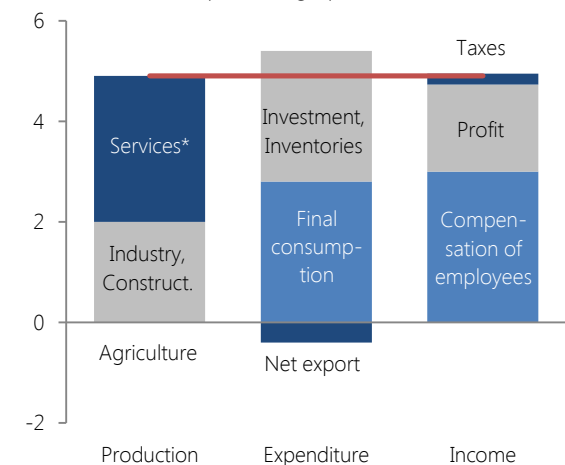 6
4
2
0
-2
Services*
Industry,
Construct.
Agriculture
Investment,
Inventories
Final
consump-
tion
Net export
Taxes
Profit
Compen-
sation of
employees
Production
Expenditure
Income